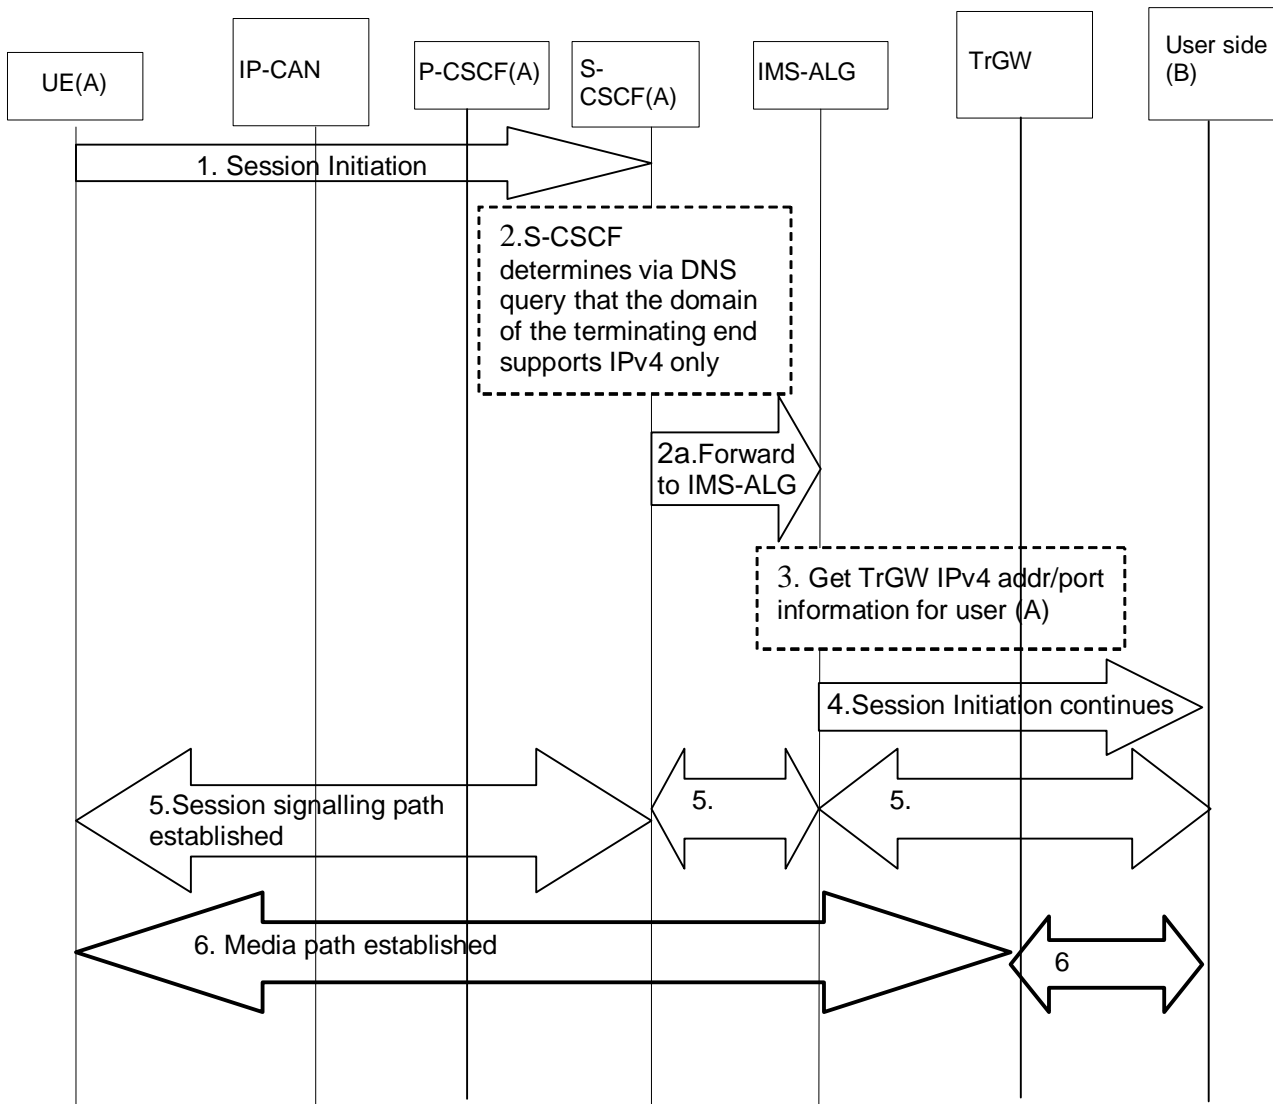 UE(A)
IP-CAN
P-CSCF(A)
S-
CSCF(A)
IMS-ALG
TrGW
User side
(B)
1. Session Initiation
2.S-CSCF
determines via DNS
query that the domain
of the terminating end
supports IPv4 only
2a.Forward
to IMS-ALG
3. Get TrGW IPv4 addr/port
information for user (A)
4.Session Initiation continues
5.Session signalling path
established
5.
5.
6. Media path established
6